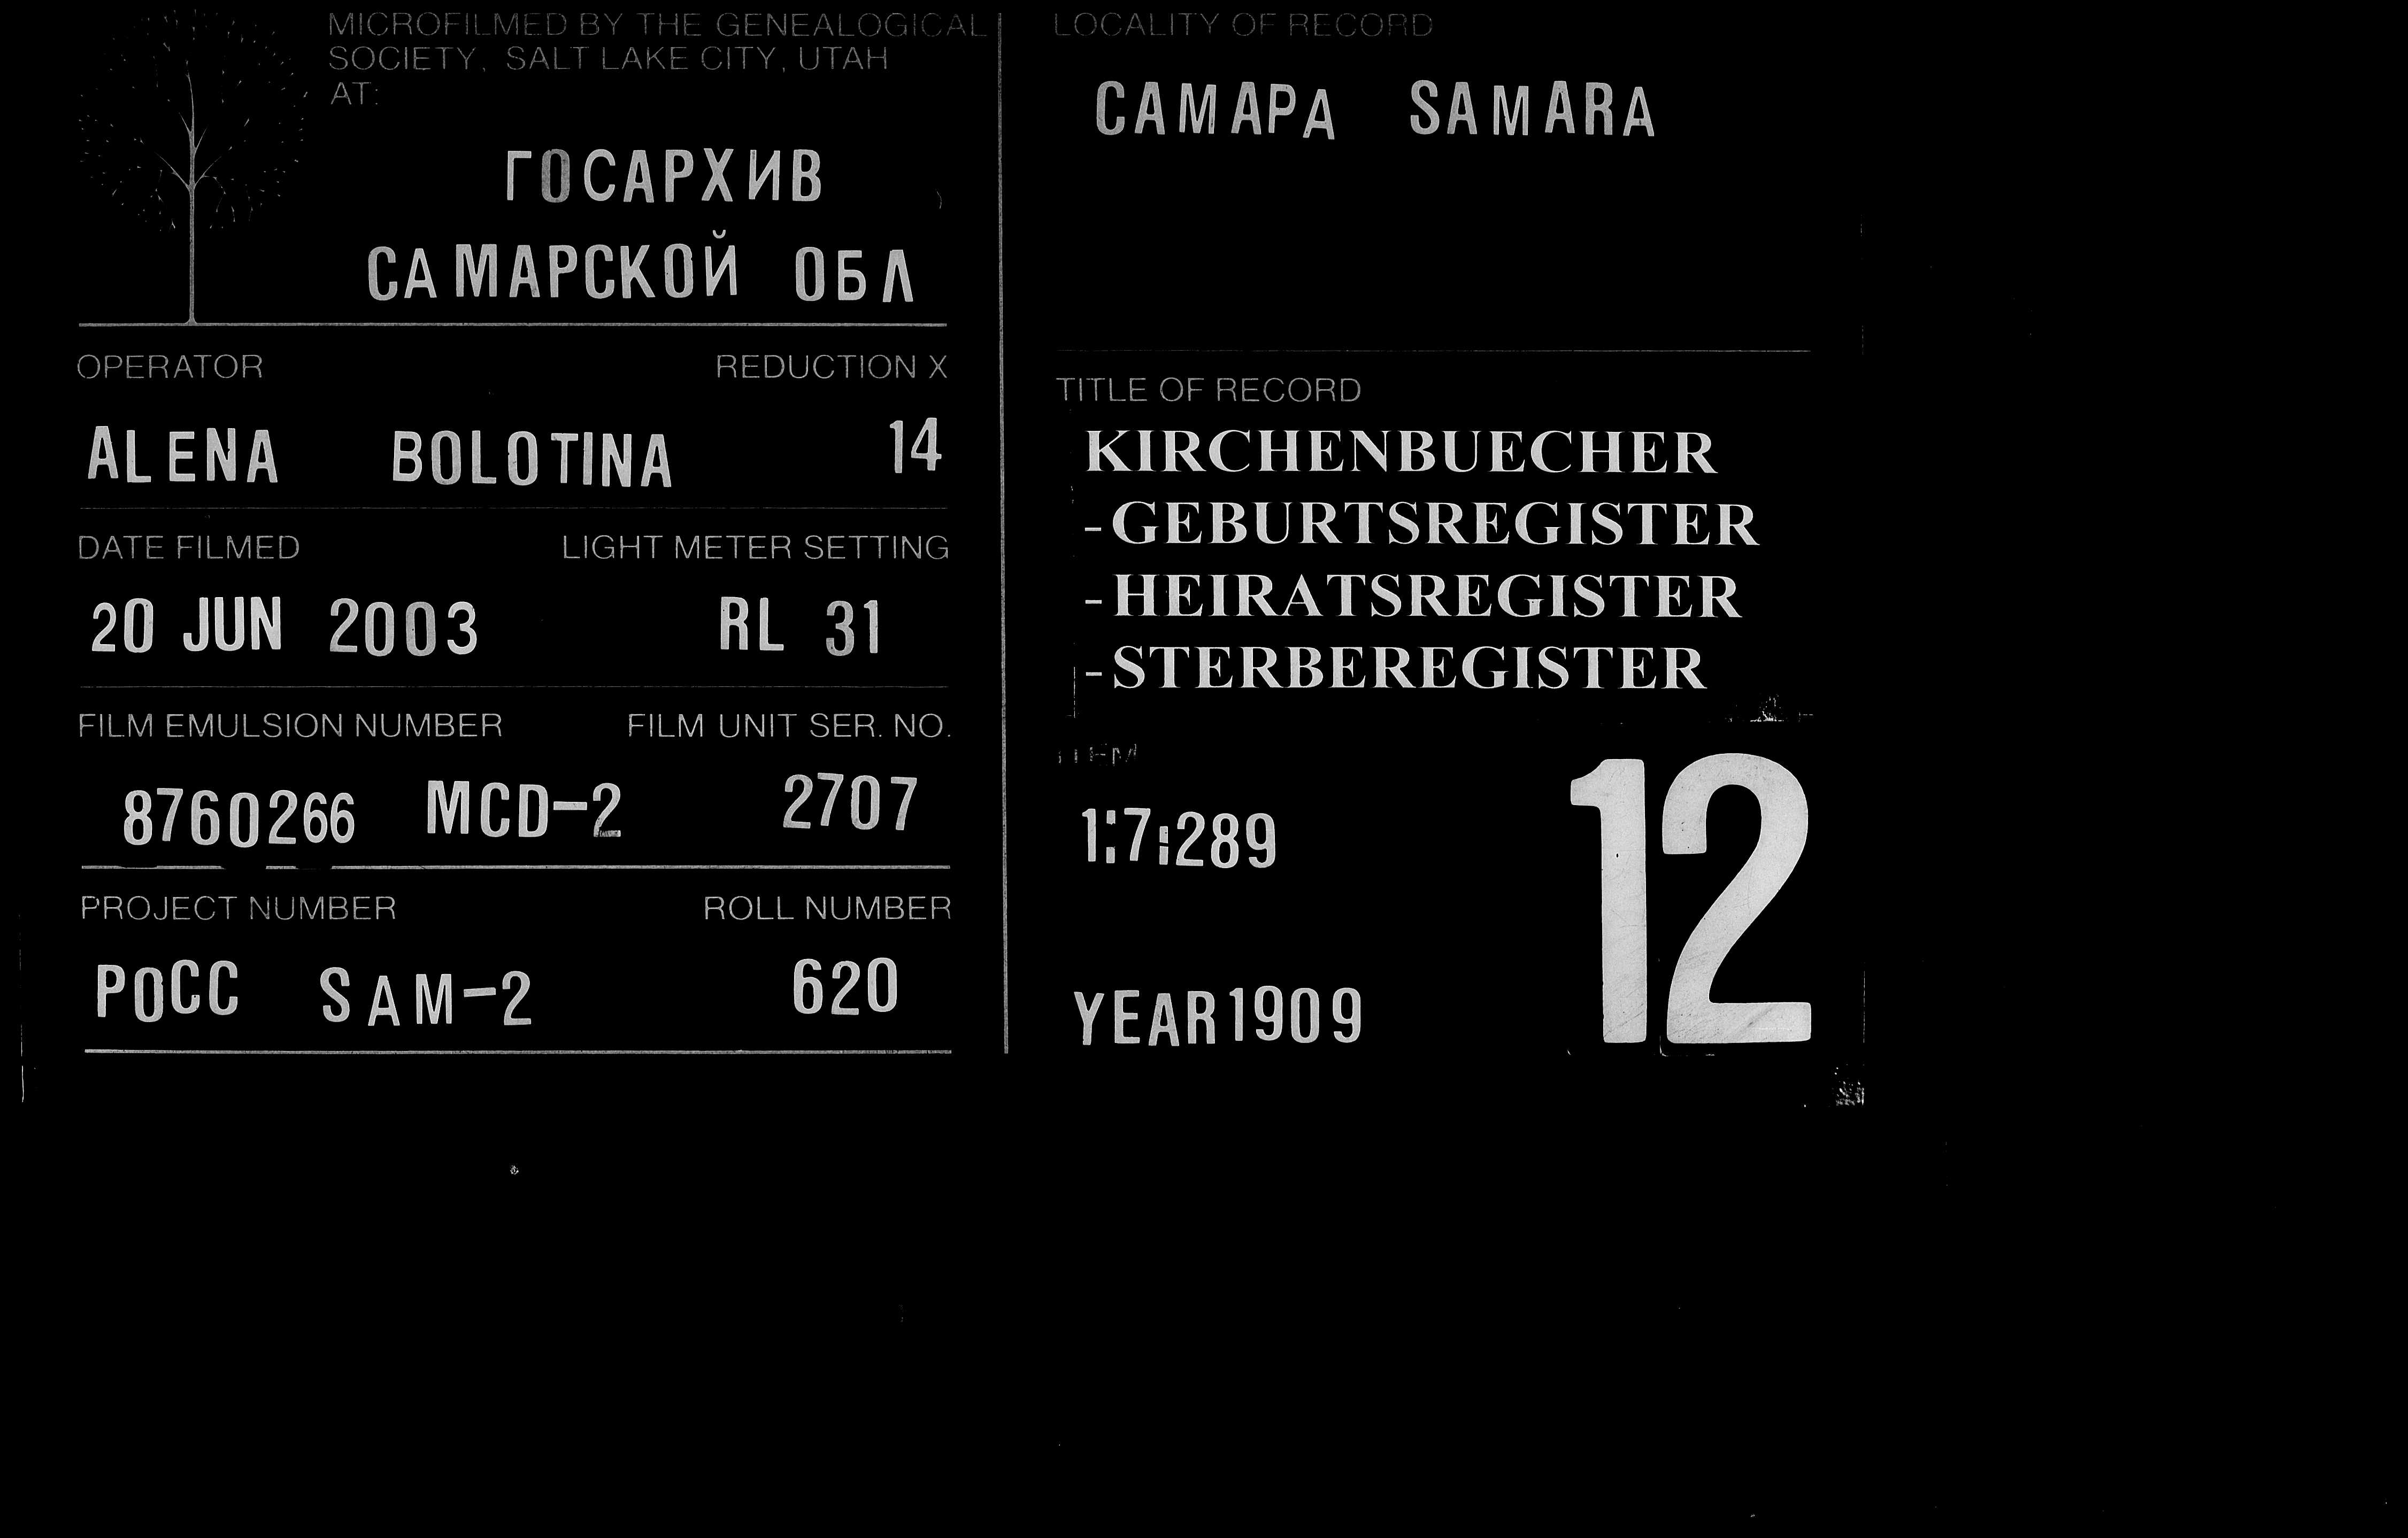 MICROFILMED BY THE GENEALOGICAL
SOCIETY, SALT LAKE CITY, UTAH
AT:
ГОСАРХИВ
САМАРСКОЙ ОБЛ
OPERATOR REDUCTION X
ALENA BOLOTINA 14
DATE FILMED LIGHT METER SETTING
20 JUN 2003 RL 31
FILM EMULSION NUMBER FILM UNIT SER. NO.
8760266 MCD-2 2707
PROJECT NUMBER ROLL NUMBER
РОСС SAM-2 620
LOCALITY OF RECORD
САМАРА SAMARA
TITLE OF RECORD
KIRCHENBUECHER
-GEBURTSREGISTER
-HEIRATSREGISTER
-STERBEREGISTER
ITEM
1:7:289
12
YEAR 1909